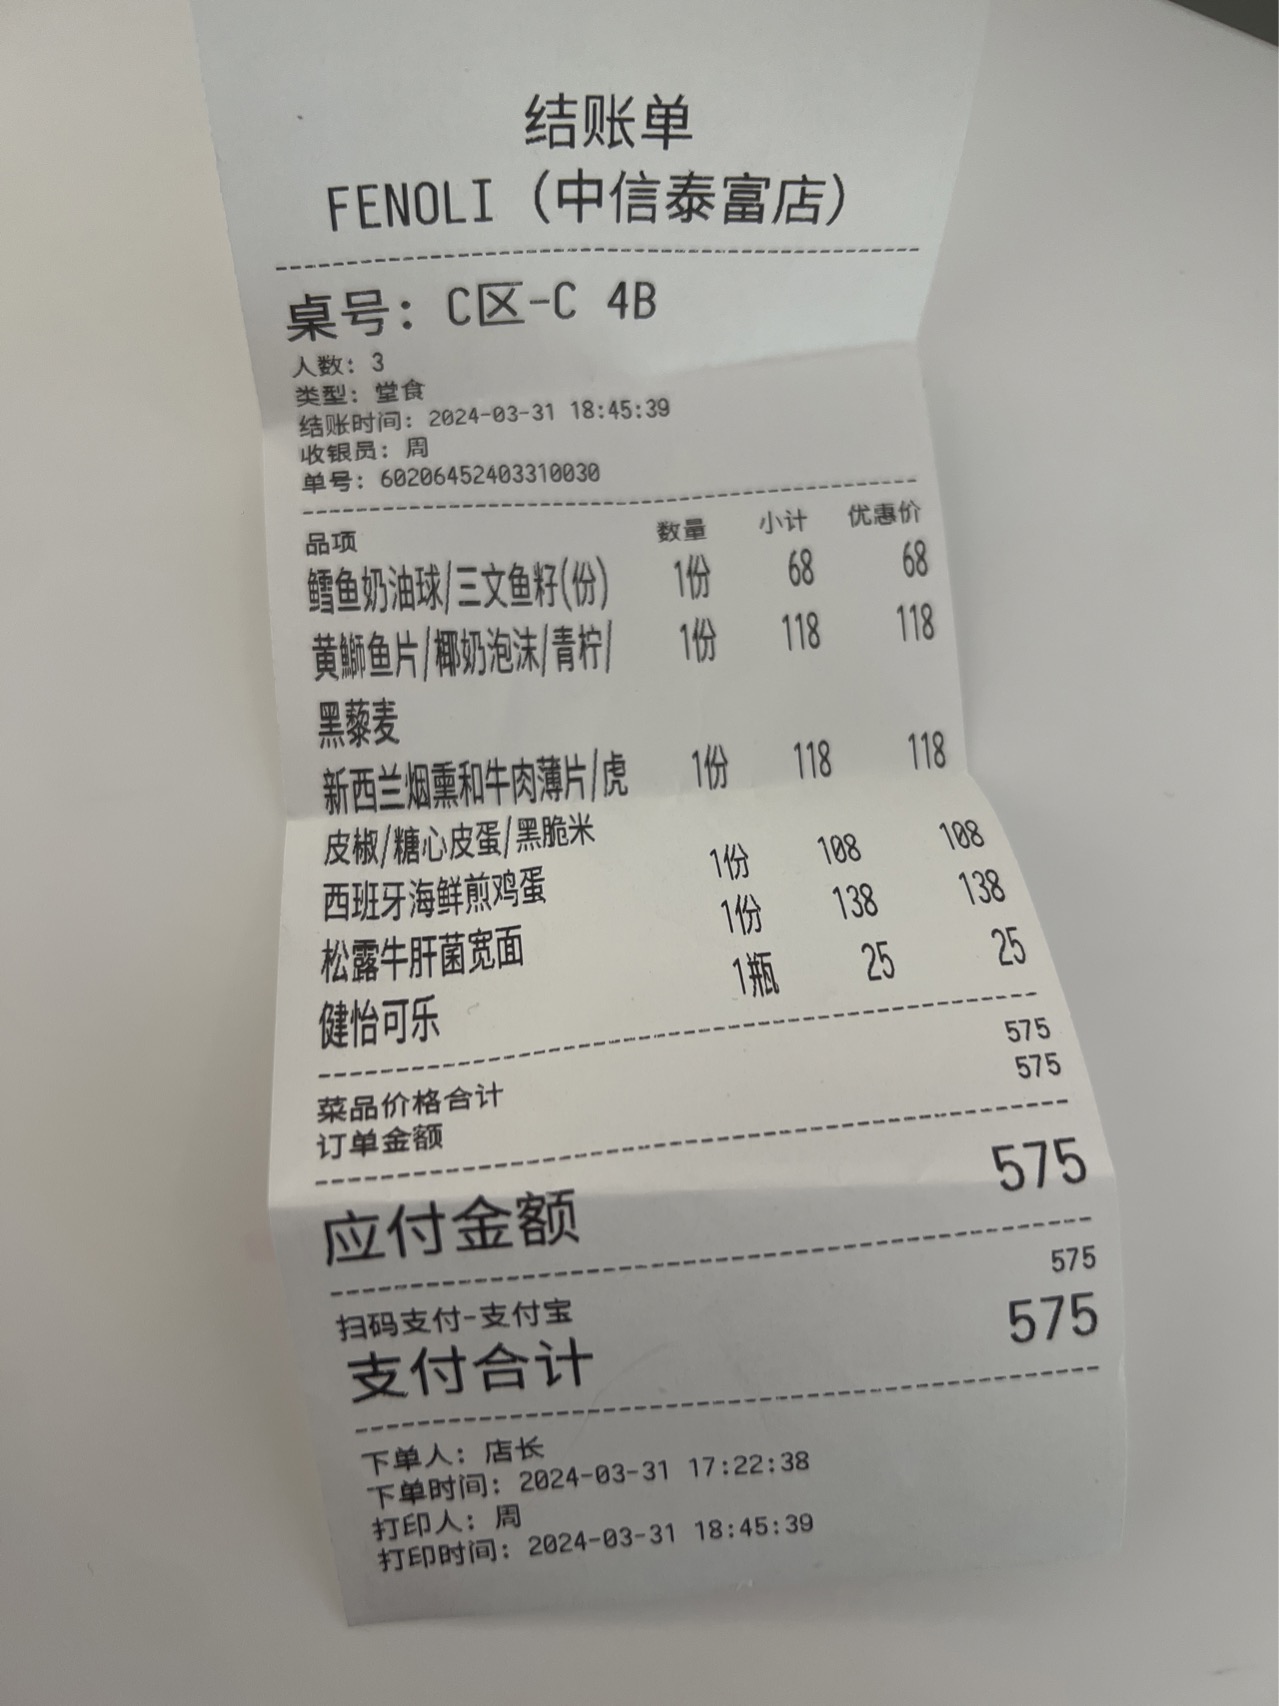 结账单
FENOLI (中信泰富店)
桌号: C区-C 4B
人数: 3
类型: 堂食
结账时间: 2024-03-31 18:45:39
收银员: 周
单号: 602064524033​10030
品项 数量 小计 优惠价
鳕鱼奶油球/三文鱼籽(份) 1份 68 68
黄鰤鱼片/椰奶泡沫/青柠/ 1份 118 118
黑藜麦
新西兰烟熏和牛肉薄片/虎 1份 118 118
皮椒/糖心皮蛋/黑脆米
西班牙海鲜煎鸡蛋 1份 108 108
松露牛肝菌宽面 1份 138 138
健怡可乐 1瓶 25 25
菜品价格合计 575
订单金额 575
应付金额 575
扫码支付-支付宝 575
支付合计 575
下单人: 店长
下单时间: 2024-03-31 17:22:38
打印人: 周
打印时间: 2024-03-31 18:45:39